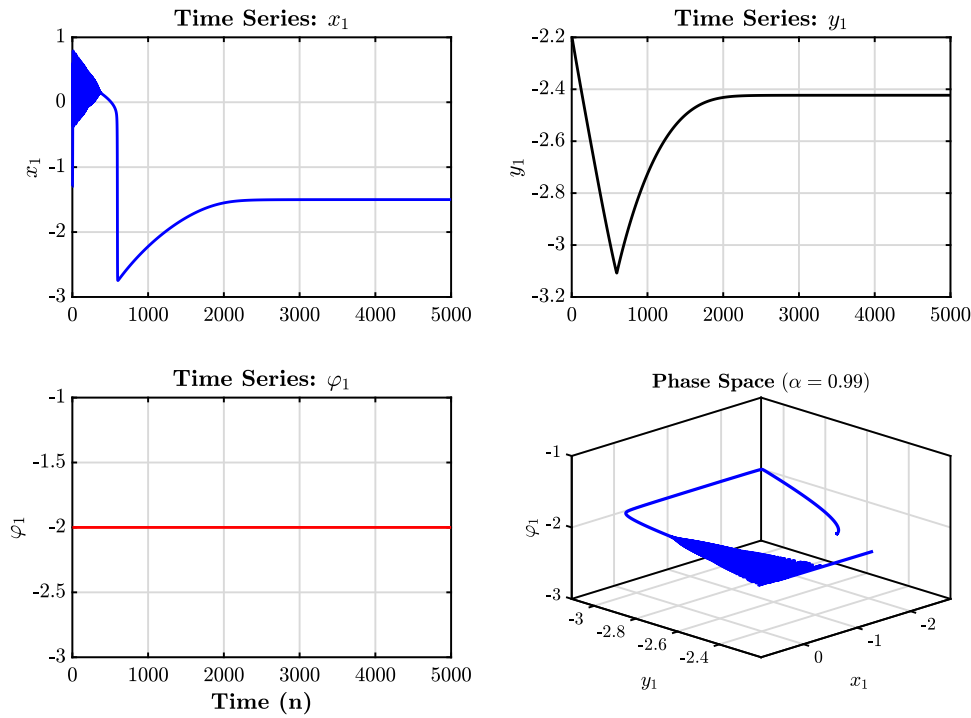 Time Series: x₁
1
0
-1
-2
-3
x₁
0 1000 2000 3000 4000 5000
Time Series: y₁
-2.2
-2.4
-2.6
-2.8
-3
-3.2
y₁
0 1000 2000 3000 4000 5000
Time Series: φ₁
-1
-1.5
-2
-2.5
-3
φ₁
0 1000 2000 3000 4000 5000
Time (n)
Phase Space (α = 0.99)
-1
-2
-3
φ₁
-3 -2.8 -2.6 -2.4
y₁
0 -1 -2
x₁